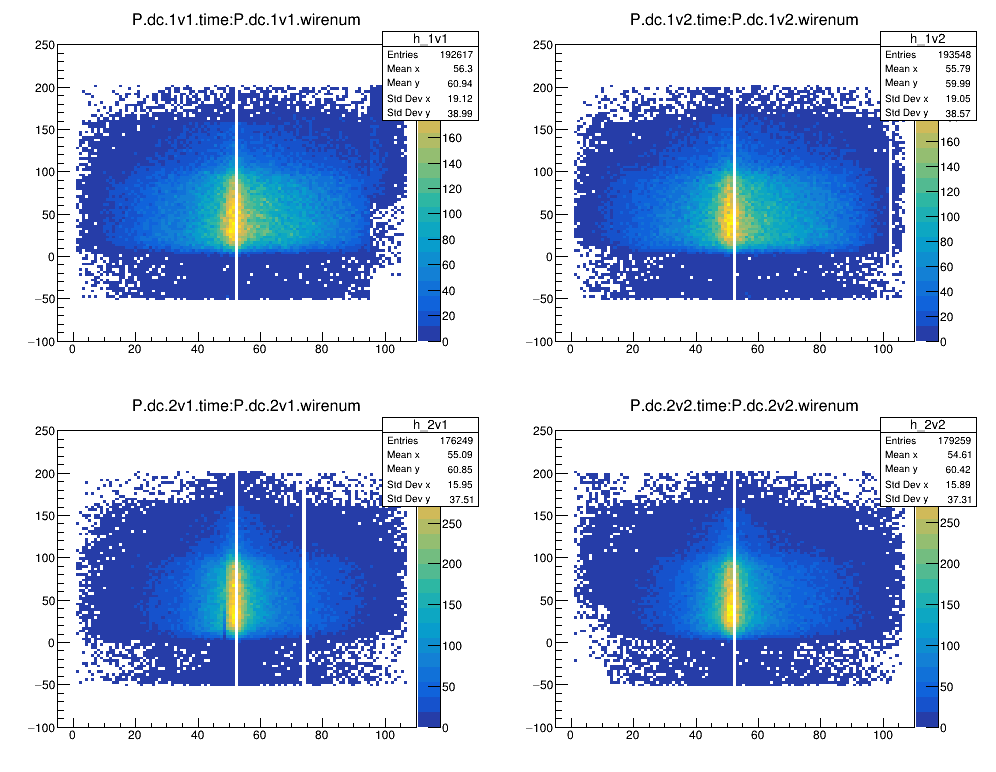 P.dc.1v1.time:P.dc.1v1.wirenum
h_1v1
Entries 192617
Mean x 56.3
Mean y 60.94
Std Dev x 19.12
Std Dev y 38.99
250
200
150
100
50
0
−50
−100
0 20 40 60 80 100
160
140
120
100
80
60
40
20
0
P.dc.1v2.time:P.dc.1v2.wirenum
h_1v2
Entries 193548
Mean x 55.79
Mean y 59.99
Std Dev x 19.05
Std Dev y 38.57
250
200
150
100
50
0
−50
−100
0 20 40 60 80 100
160
140
120
100
80
60
40
20
0
P.dc.2v1.time:P.dc.2v1.wirenum
h_2v1
Entries 176249
Mean x 55.09
Mean y 60.85
Std Dev x 15.95
Std Dev y 37.51
250
200
150
100
50
0
−50
−100
0 20 40 60 80 100
250
200
150
100
50
0
P.dc.2v2.time:P.dc.2v2.wirenum
h_2v2
Entries 179259
Mean x 54.61
Mean y 60.42
Std Dev x 15.89
Std Dev y 37.31
250
200
150
100
50
0
−50
−100
0 20 40 60 80 100
250
200
150
100
50
0